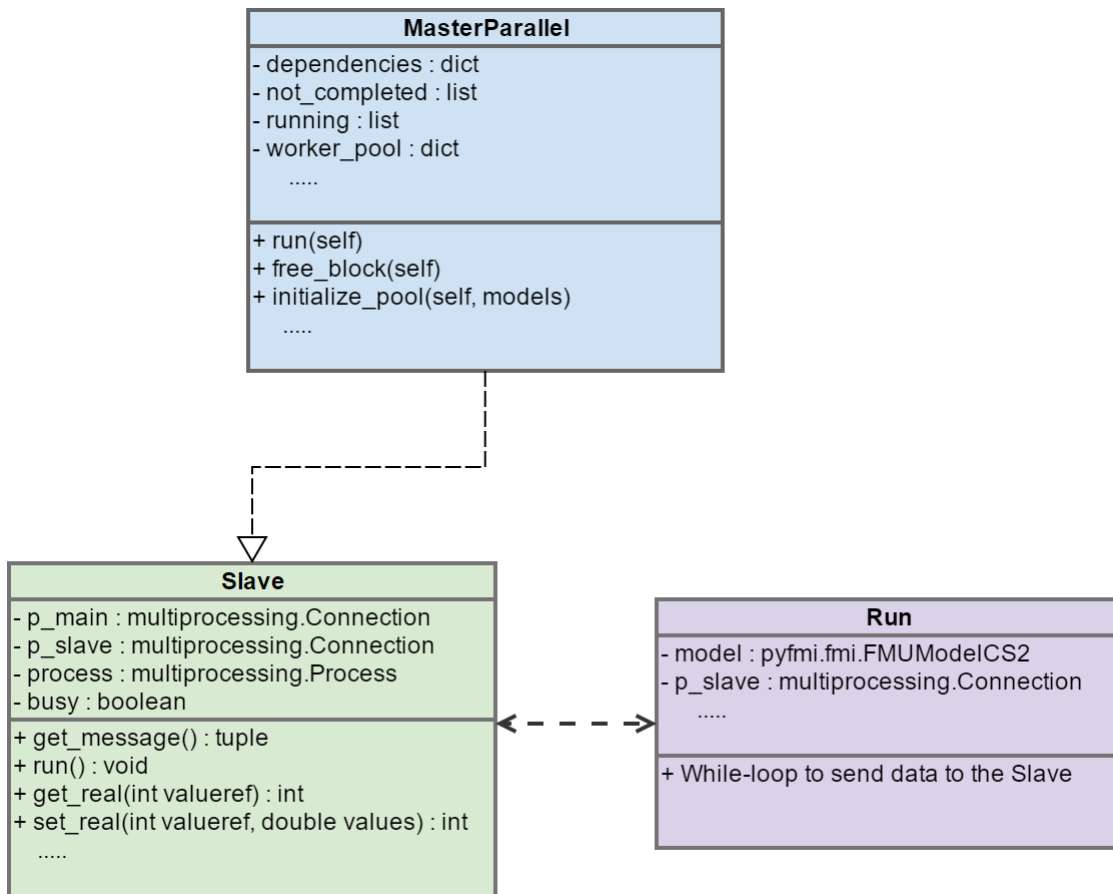 MasterParallel
- dependencies : dict
- not_completed : list
- running : list
- worker_pool : dict
.....
+ run(self)
+ free_block(self)
+ initialize_pool(self, models)
.....
Slave
- p_main : multiprocessing.Connection
- p_slave : multiprocessing.Connection
- process : multiprocessing.Process
- busy : boolean
+ get_message() : tuple
+ run() : void
+ get_real(int valueref) : int
+ set_real(int valueref, double values) : int
.....
Run
- model : pyfmi.fmi.FMUModelCS2
- p_slave : multiprocessing.Connection
.....
+ While-loop to send data to the Slave